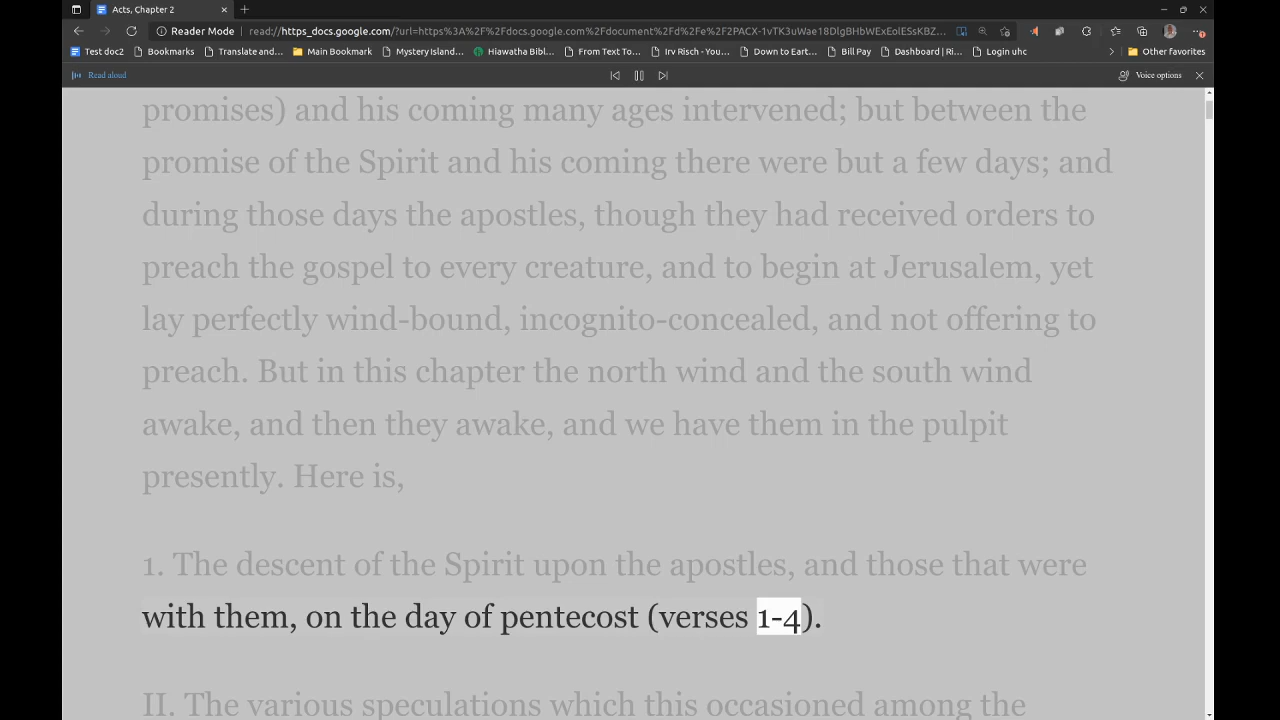 Acts, Chapter 2
Reader Mode
read://https_docs.google.com/?url=https%3A%2F%2Fdocs.google.com%2Fdocument%2Fd%2Fe%2F2PACX-1vTK3uWae18DlgBHbWExEolESsKBZ...
Test doc2
Bookmarks
Translate and...
Main Bookmark
Mystery Island...
Hiawatha Bibl...
From Text To...
Irv Risch - You...
Down to Eart...
Bill Pay
Dashboard | Ri...
Login uhc
Other favorites
Read aloud
Voice options
promises) and his coming many ages intervened; but between the
promise of the Spirit and his coming there were but a few days; and
during those days the apostles, though they had received orders to
preach the gospel to every creature, and to begin at Jerusalem, yet
lay perfectly wind-bound, incognito-concealed, and not offering to
preach. But in this chapter the north wind and the south wind
awake, and then they awake, and we have them in the pulpit
presently. Here is,
1. The descent of the Spirit upon the apostles, and those that were
with them, on the day of pentecost (verses 1-4).
II. The various speculations which this occasioned among the